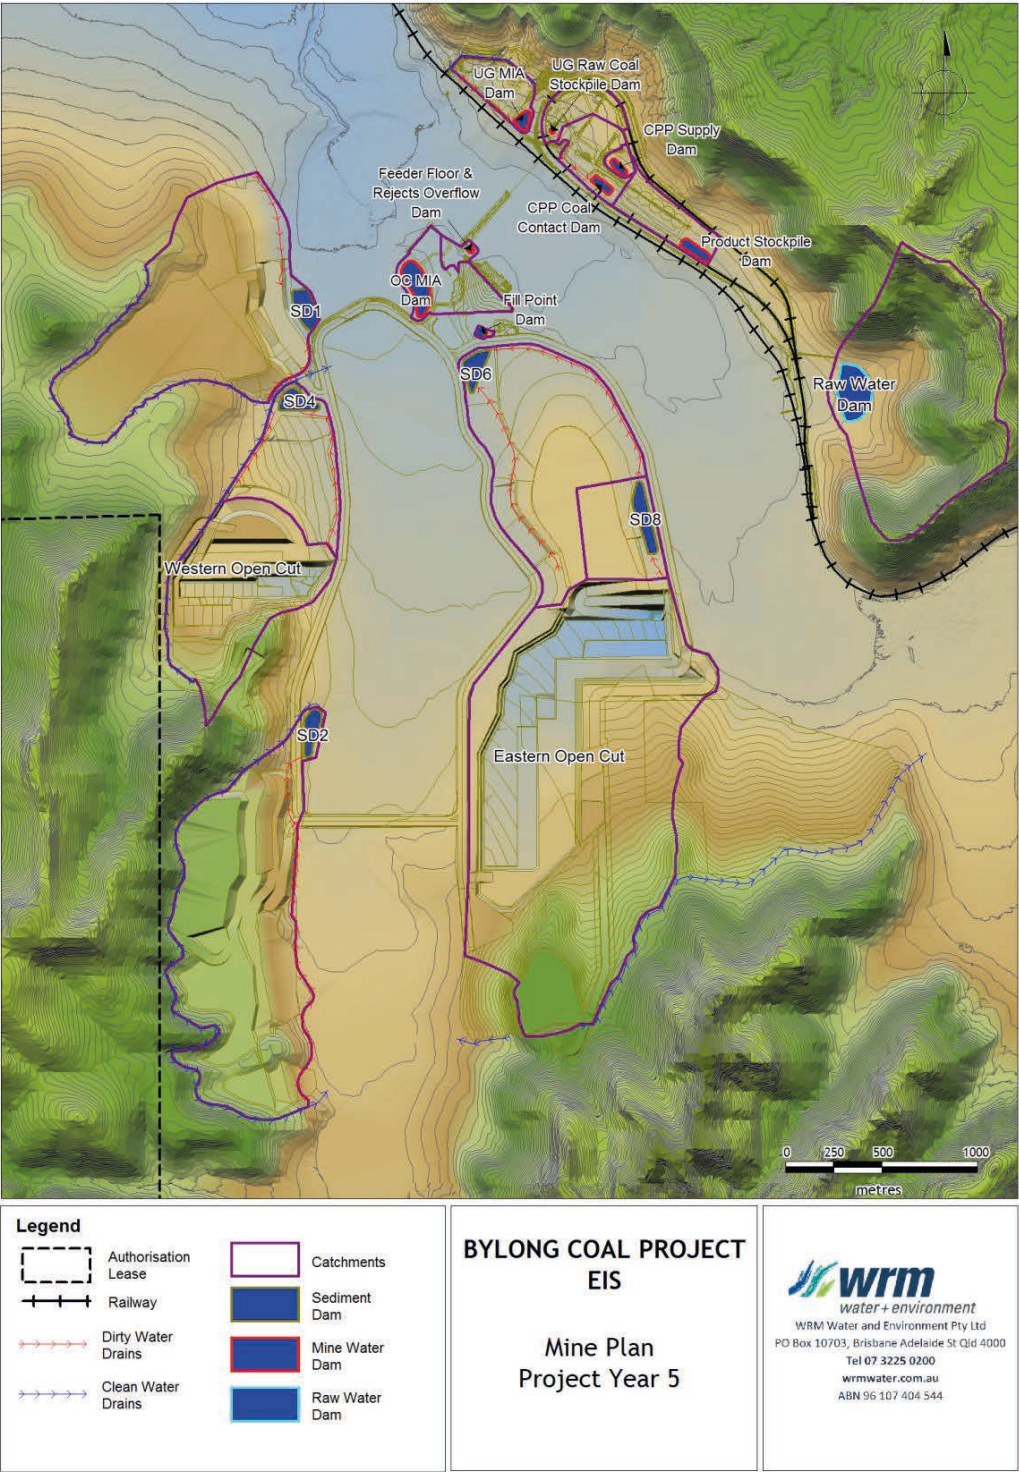 UG MIA
Dam
UG Raw Coal
Stockpile Dam
CPP Supply
Dam
Feeder Floor &
Rejects Overflow
Dam
CPP Coal
Contact Dam
Product Stockpile
Dam
OC MIA
Dam
Fill Point
Dam
SD1
SD6
SD4
Raw Water
Dam
SD8
Western Open Cut
SD2
Eastern Open Cut
0 250 500 1000
metres
Legend
Authorisation
Lease
Railway
Dirty Water
Drains
Clean Water
Drains
Catchments
Sediment
Dam
Mine Water
Dam
Raw Water
Dam
BYLONG COAL PROJECT
EIS
Mine Plan
Project Year 5
wrm
water + environment
WRM Water and Environment Pty Ltd
PO Box 10703, Brisbane Adelaide St Qld 4000
Tel 07 3225 0200
wrmwater.com.au
ABN 96 107 404 544